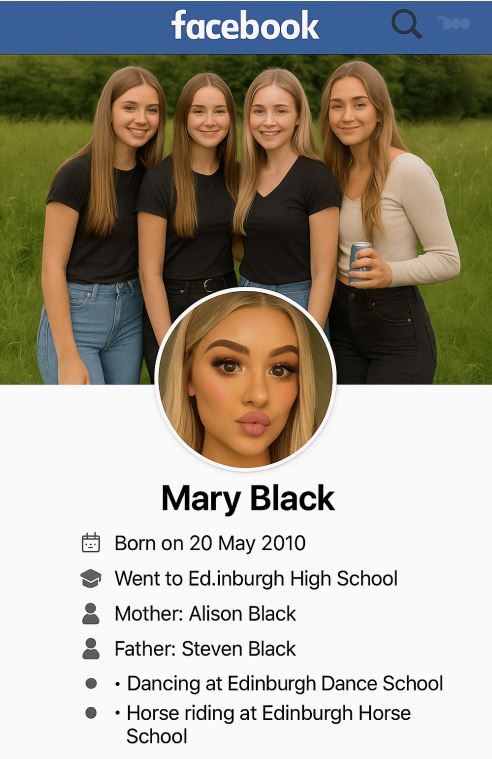 facebook
Mary Black
Born on 20 May 2010
Went to Ed.inburgh High School
Mother: Alison Black
Father: Steven Black
• Dancing at Edinburgh Dance School
• Horse riding at Edinburgh Horse
School